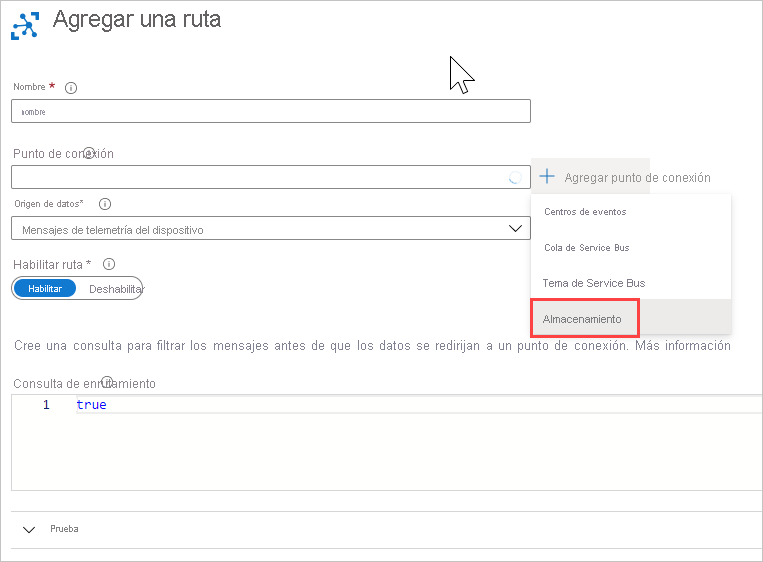 Agregar una ruta
Nombre *
nombre
Punto de conexión
Agregar punto de conexión
Origen de datos*
Mensajes de telemetría del dispositivo
Centros de eventos
Cola de Service Bus
Habilitar ruta *
Tema de Service Bus
Habilitar Deshabilitar
Almacenamiento
Cree una consulta para filtrar los mensajes antes de que los datos se redirijan a un punto de conexión. Más información
Consulta de enrutamiento
1 true
Prueba